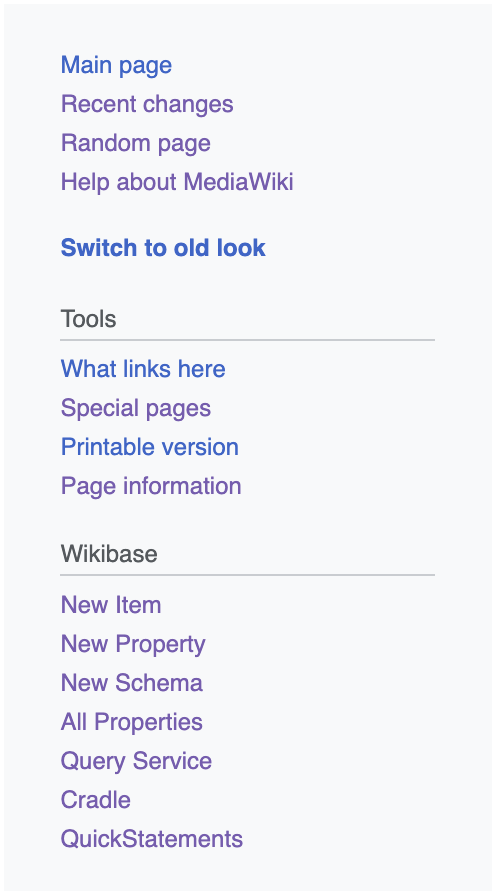 Main page
Recent changes
Random page
Help about MediaWiki
Switch to old look
Tools
What links here
Special pages
Printable version
Page information
Wikibase
New Item
New Property
New Schema
All Properties
Query Service
Cradle
QuickStatements